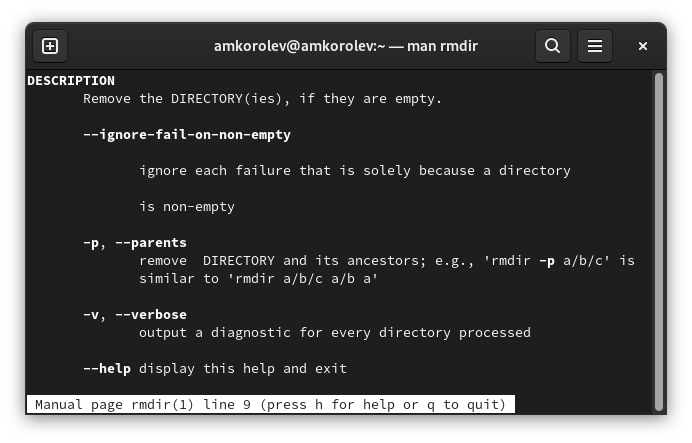 amkorolev@amkorolev:~ — man rmdir
DESCRIPTION
Remove the DIRECTORY(ies), if they are empty.
--ignore-fail-on-non-empty
ignore each failure that is solely because a directory
is non-empty
-p, --parents
remove  DIRECTORY and its ancestors; e.g., 'rmdir -p a/b/c' is
similar to 'rmdir a/b/c a/b a'
-v, --verbose
output a diagnostic for every directory processed
--help display this help and exit
Manual page rmdir(1) line 9 (press h for help or q to quit)